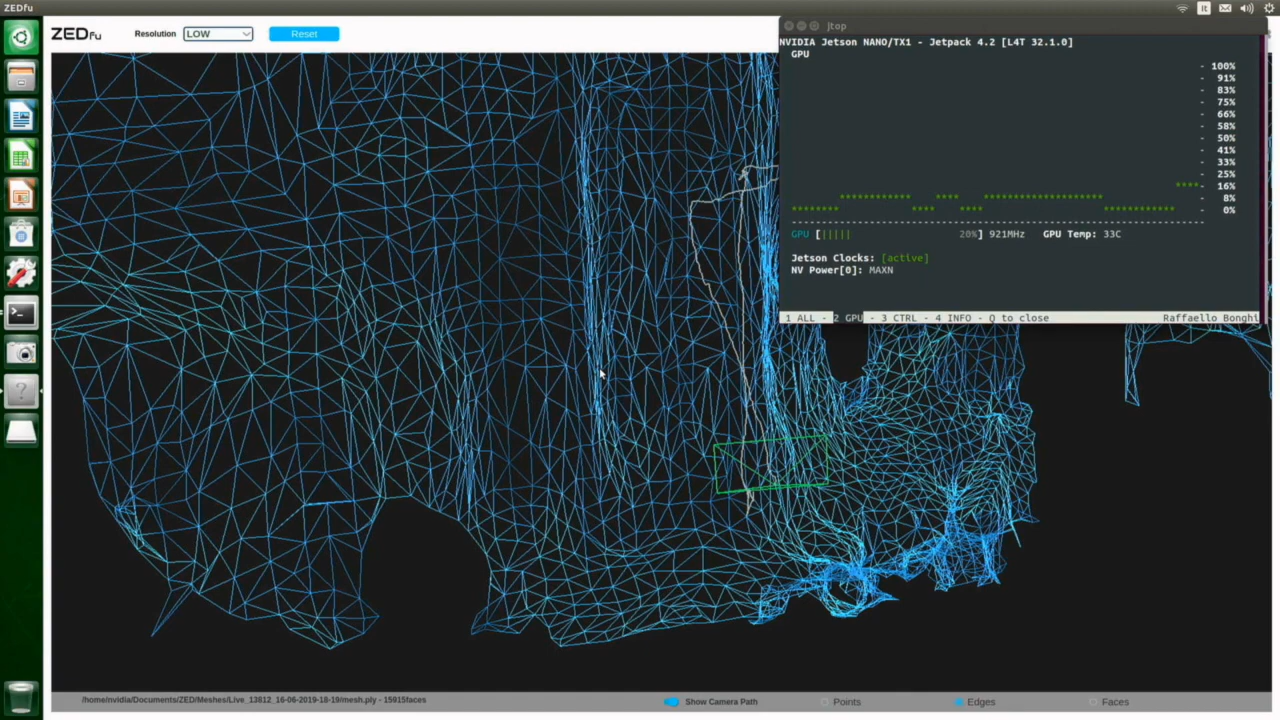 ZEDfu
It
ZEDfu
Resolution LOW Reset
jtop
NVIDIA Jetson NANO/TX1 - Jetpack 4.2 [L4T 32.1.0]
GPU
- 100%
- 91%
- 83%
- 75%
- 66%
- 58%
- 50%
- 41%
- 33%
- 25%
- 16%
- 8%
- 0%
GPU [||||| 20%] 921MHz GPU Temp: 33C
Jetson Clocks: [active]
NV Power[0]: MAXN
1 ALL - 2 GPU - 3 CTRL - 4 INFO - Q to close Raffaello Bonghi
/home/nvidia/Documents/ZED/Meshes/Live_13812_16-06-2019-18-19/mesh.ply - 15915faces
Show Camera Path Points Edges Faces